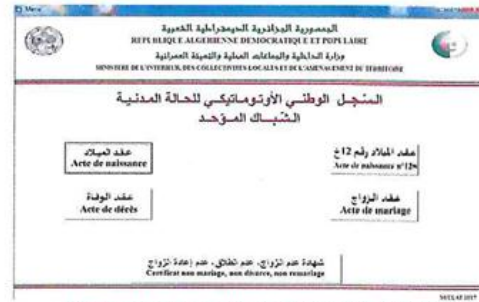 Menu
الجمهورية الجزائرية الديمقراطية الشعبية
REPUBLIQUE ALGERIENNE DEMOCRATIQUE ET POPULAIRE
وزارة الداخلية والجماعات المحلية والتهيئة العمرانية
MINISTERE DE L'INTERIEUR, DES COLLECTIVITES LOCALES ET DE L'AMENAGEMENT DU TERRITOIRE
السجل الوطني الأوتوماتيكي للحالة المدنية
الشباك الموحد
عقد الميلاد
Acte de naissance
عقد الميلاد رقم 12خ
Acte de naissance n°12s
عقد الوفاة
Acte de décès
عقد الزواج
Acte de mariage
شهادة عدم الزواج، عدم الطلاق، عدم إعادة الزواج
Certificat non mariage, non divorce, non remariage